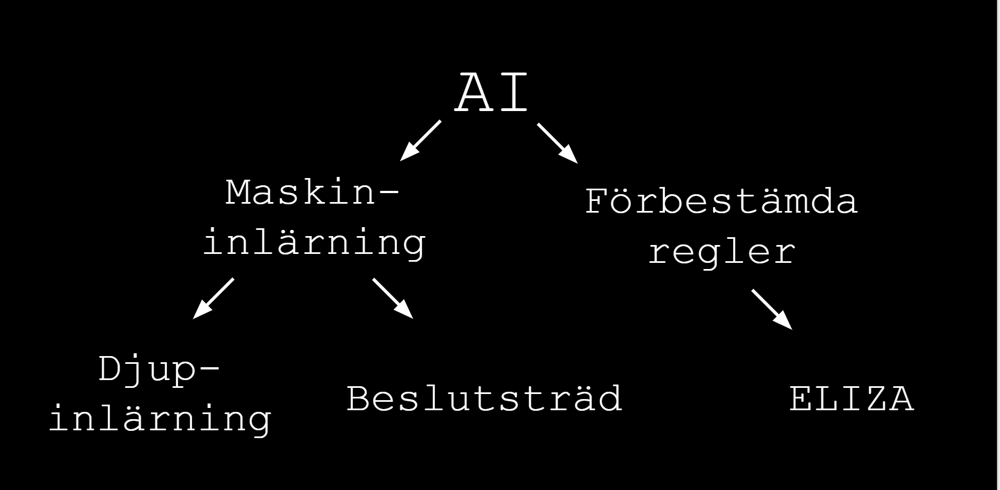 AI
Maskin-
inlärning
Förbestämda
regler
Djup-
inlärning
Beslutsträd
ELIZA